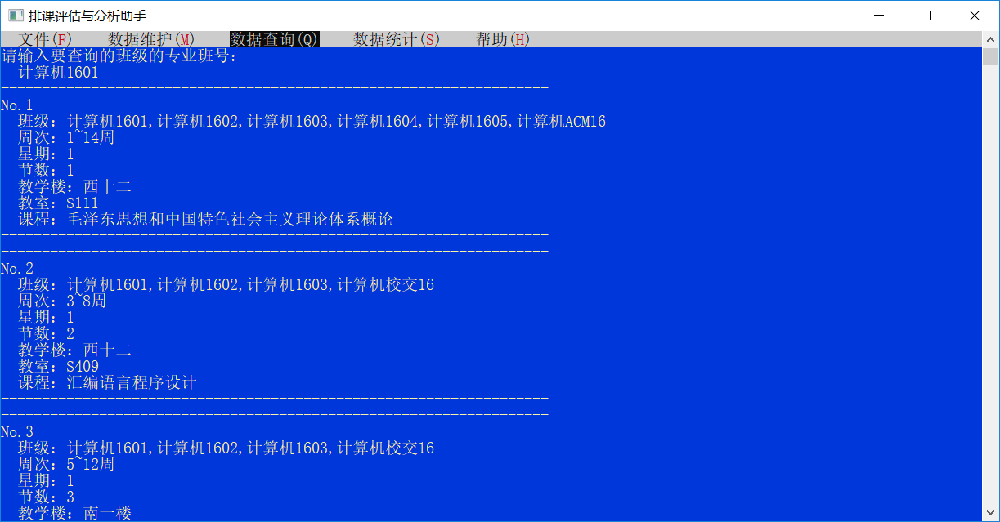 排课评估与分析助手
文件(F) 数据维护(M) 数据查询(Q) 数据统计(S) 帮助(H)
请输入要查询的班级的专业班号:
计算机1601
-------------------------------------------------------------------
No.1
班级: 计算机1601,计算机1602,计算机1603,计算机1604,计算机1605,计算机ACM16
周次: 1~14周
星期: 1
节数: 1
教学楼: 西十二
教室: S111
课程: 毛泽东思想和中国特色社会主义理论体系概论
-------------------------------------------------------------------
-------------------------------------------------------------------
No.2
班级: 计算机1601,计算机1602,计算机1603,计算机校交16
周次: 3~8周
星期: 1
节数: 2
教学楼: 西十二
教室: S409
课程: 汇编语言程序设计
-------------------------------------------------------------------
-------------------------------------------------------------------
No.3
班级: 计算机1601,计算机1602,计算机1603,计算机校交16
周次: 5~12周
星期: 1
节数: 3
教学楼: 南一楼